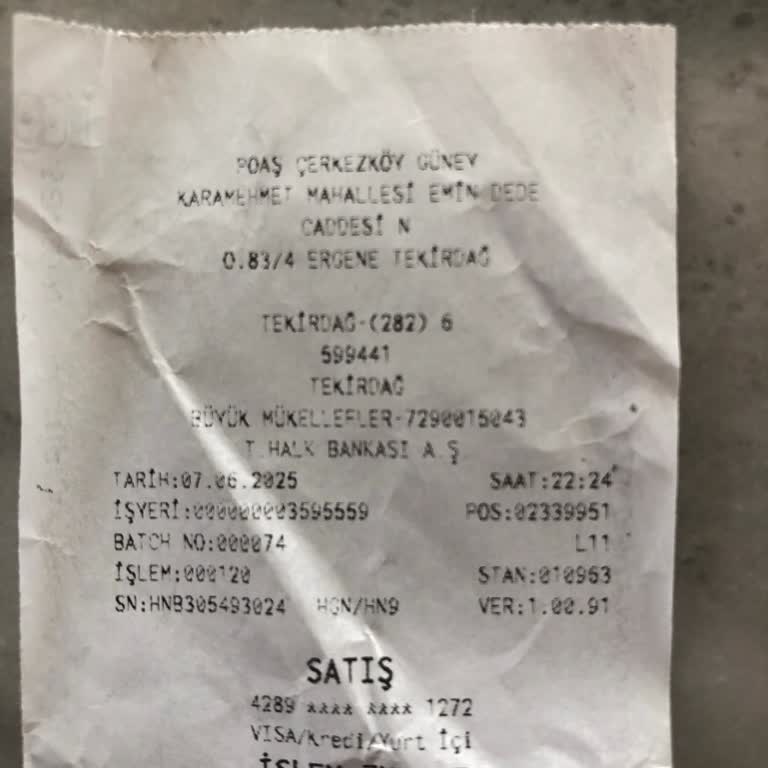 POAŞ ÇERKEZKÖY GÜNEY
KARAMEHMET MAHALLESİ EMİN DEDE
CADDESİ N
O.83/4 ERGENE TEKİRDAĞ
TEKİRDAĞ-(282) 6
599441
TEKİRDAĞ
BÜYÜK MÜKELLEFLER-7290015043
T.HALK BANKASI A.Ş
TARİH:07.06.2025 SAAT:22:24
İŞYERİ:000000003595559 POS:02339951
BATCH NO:000074 L11
İŞLEM:000120 STAN:010963
SN:HNB305493024 HGN/HN9 VER:1.00.91
SATIŞ
4289 **** **** 1272
VISA/Kredi/Yurt İçi
İŞLEM